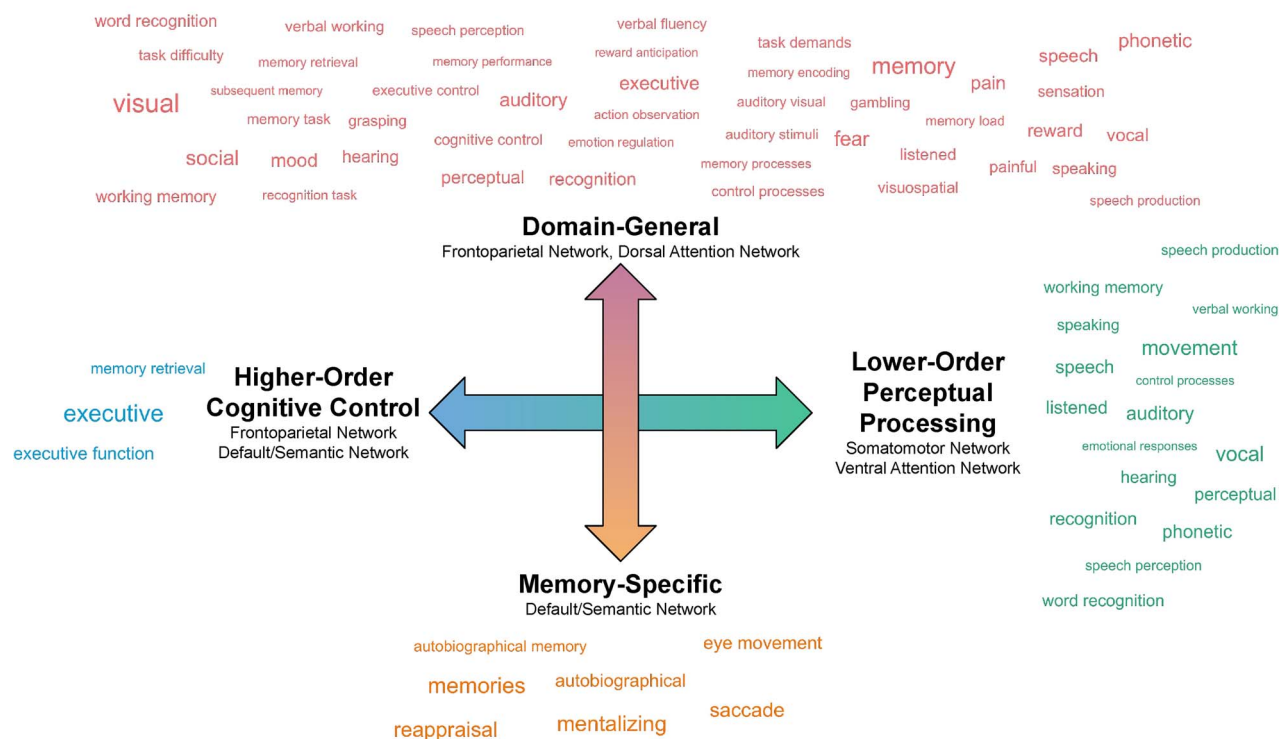 word recognition
verbal working
speech perception
verbal fluency
task demands
phonetic
task difficulty
memory retrieval
memory performance
reward anticipation
memory
speech
visual
subsequent memory
executive control
auditory
executive
memory encoding
pain
sensation
memory task
grasping
action observation
auditory visual
gambling
memory load
social
mood
hearing
cognitive control
emotion regulation
auditory stimuli
fear
listened
reward
vocal
working memory
recognition task
perceptual
recognition
memory processes
control processes
visuospatial
painful
speaking
speech production
Domain-General
Frontoparietal Network, Dorsal Attention Network
memory retrieval
executive
executive function
Higher-Order
Cognitive Control
Frontoparietal Network
Default/Semantic Network
Lower-Order
Perceptual
Processing
Somatomotor Network
Ventral Attention Network
speech production
working memory
verbal working
speaking
movement
speech
control processes
listened
auditory
emotional responses
vocal
hearing
perceptual
recognition
phonetic
speech perception
word recognition
Memory-Specific
Default/Semantic Network
autobiographical memory
eye movement
memories
autobiographical
saccade
reappraisal
mentalizing